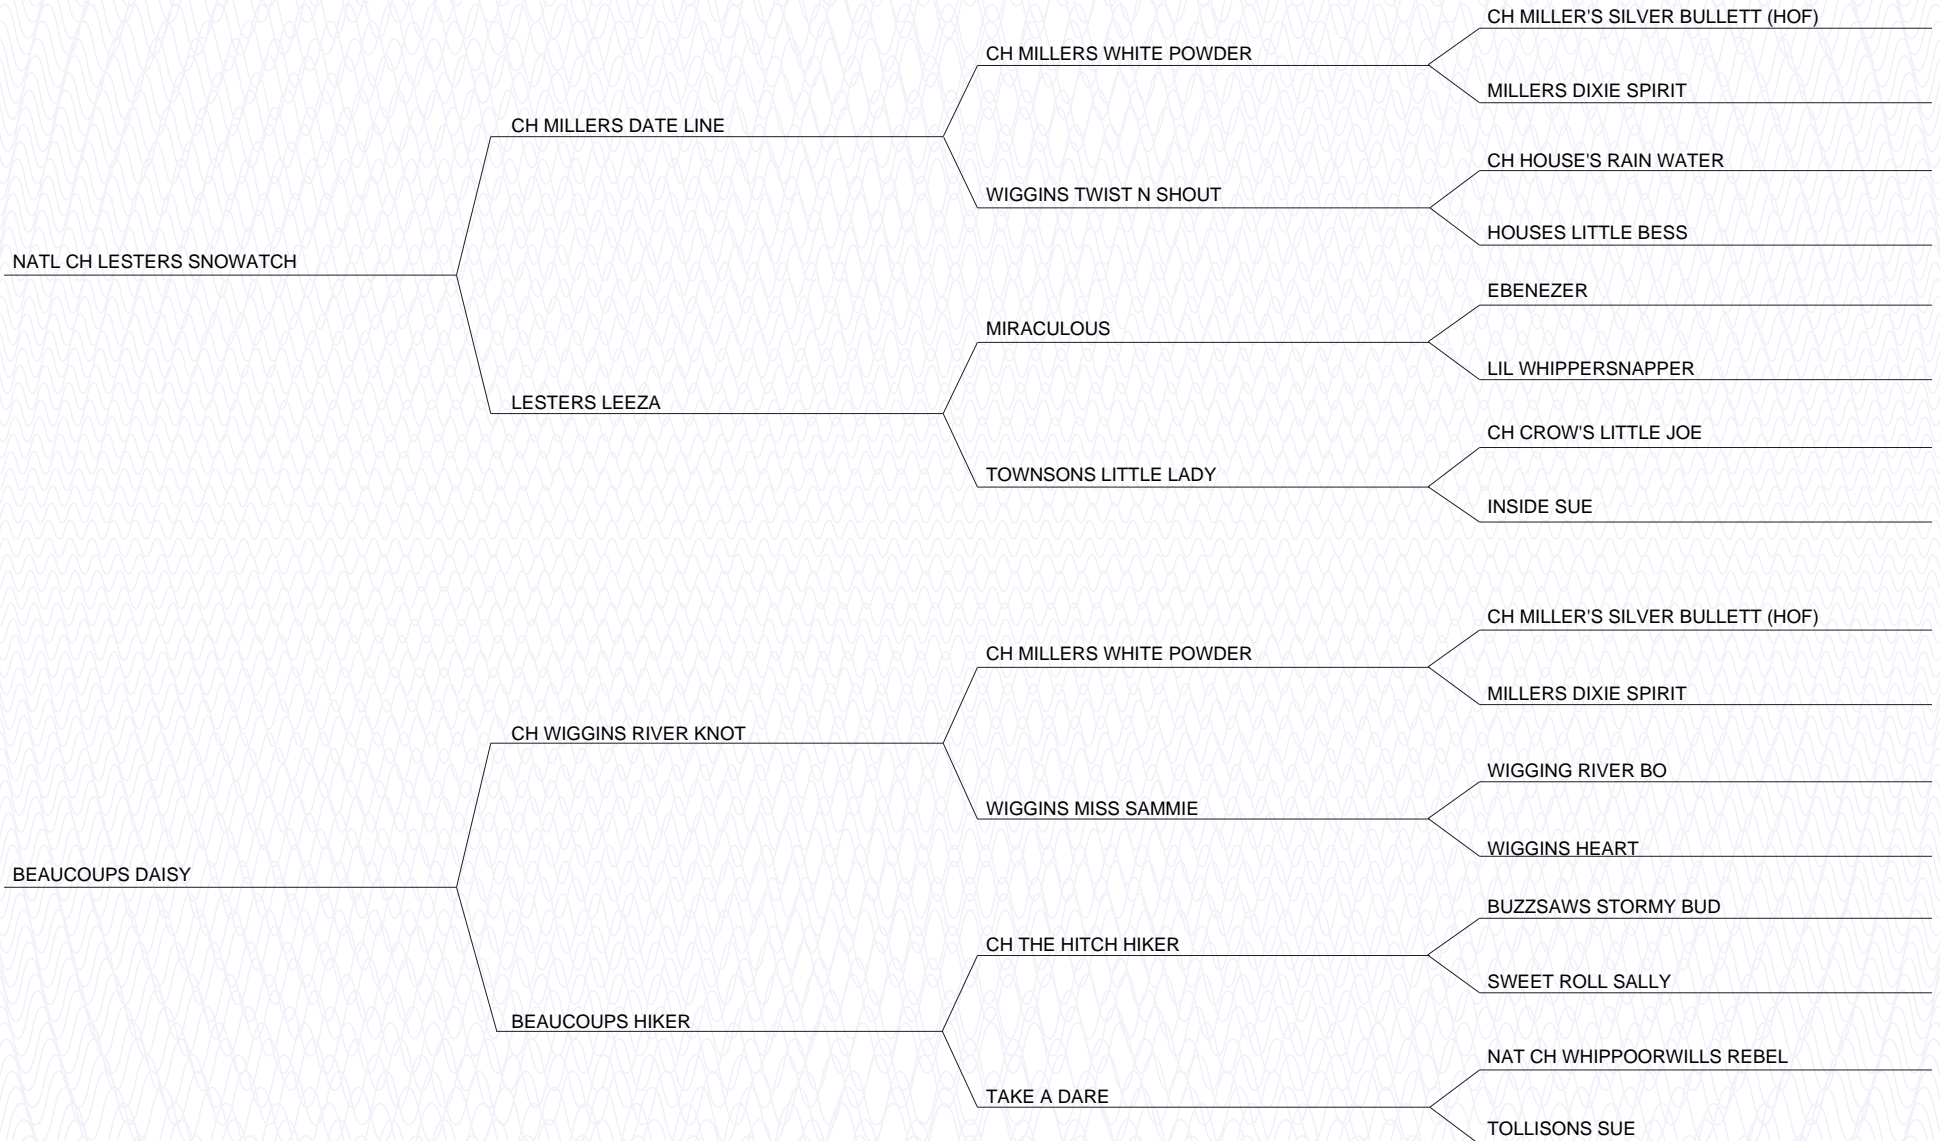 CH MILLER'S SILVER BULLETT (HOF)
CH MILLERS WHITE POWDER
MILLERS DIXIE SPIRIT
CH MILLERS DATE LINE
CH HOUSE'S RAIN WATER
WIGGINS TWIST N SHOUT
HOUSES LITTLE BESS
NATL CH LESTERS SNOWATCH
EBENEZER
MIRACULOUS
LIL WHIPPERSNAPPER
LESTERS LEEZA
CH CROW'S LITTLE JOE
TOWNSONS LITTLE LADY
INSIDE SUE
CH MILLER'S SILVER BULLETT (HOF)
CH MILLERS WHITE POWDER
MILLERS DIXIE SPIRIT
CH WIGGINS RIVER KNOT
WIGGING RIVER BO
WIGGINS MISS SAMMIE
WIGGINS HEART
BEAUCOUPS DAISY
BUZZSAWS STORMY BUD
CH THE HITCH HIKER
SWEET ROLL SALLY
BEAUCOUPS HIKER
NAT CH WHIPPOORWILLS REBEL
TAKE A DARE
TOLLISONS SUE